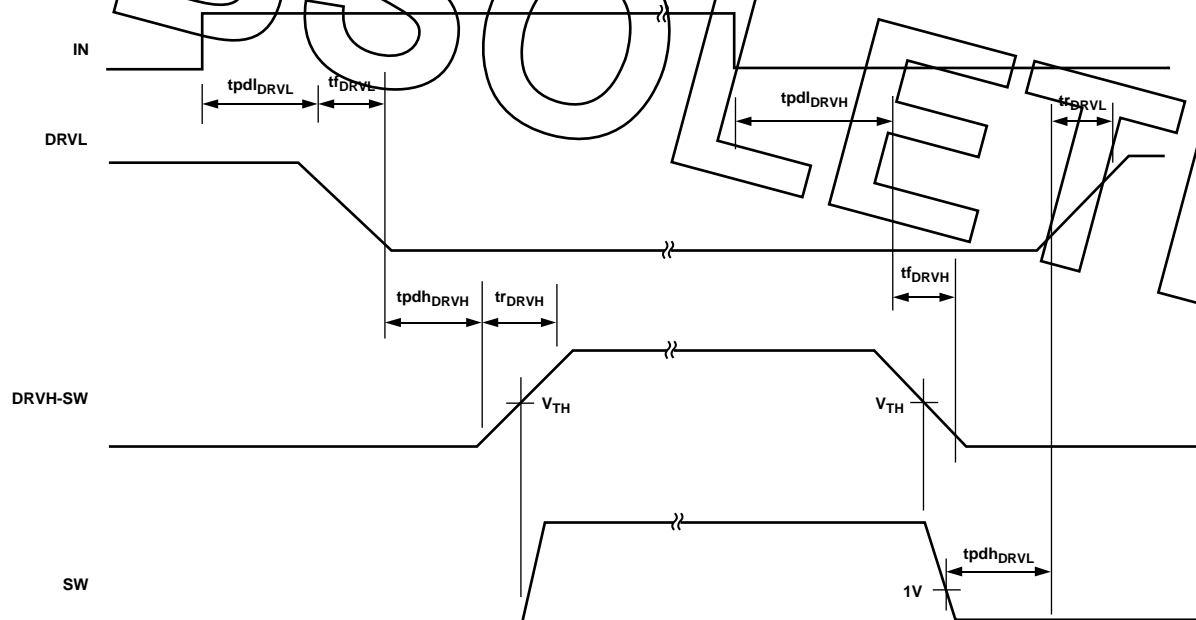 OBSOLETE
IN
tpdlDRVL
tfDRVL
tpdlDRVH
trDRVL
DRVL
tfDRVH
tpdhDRVH
trDRVH
DRVH-SW
VTH
VTH
tpdhDRVL
SW
1V